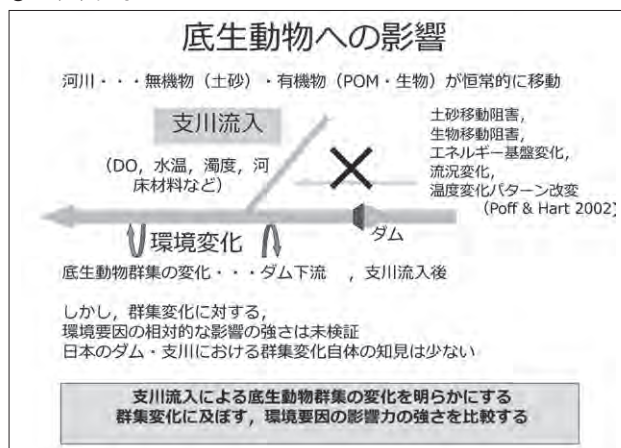 底生動物への影響
河川・・・無機物（土砂）・有機物（POM・生物）が恒常的に移動
支川流入
（DO，水温，濁度，河
床材料など）
土砂移動阻害，
生物移動阻害，
エネルギー基盤変化，
流況変化，
温度変化パターン改変
（Poff & Hart 2002）
ダム
環境変化
底生動物群集の変化・・・ダム下流　，支川流入後
しかし，群集変化に対する，
環境要因の相対的な影響の強さは未検証
日本のダム・支川における群集変化自体の知見は少ない
支川流入による底生動物群集の変化を明らかにする
群集変化に及ぼす，環境要因の影響力の強さを比較する